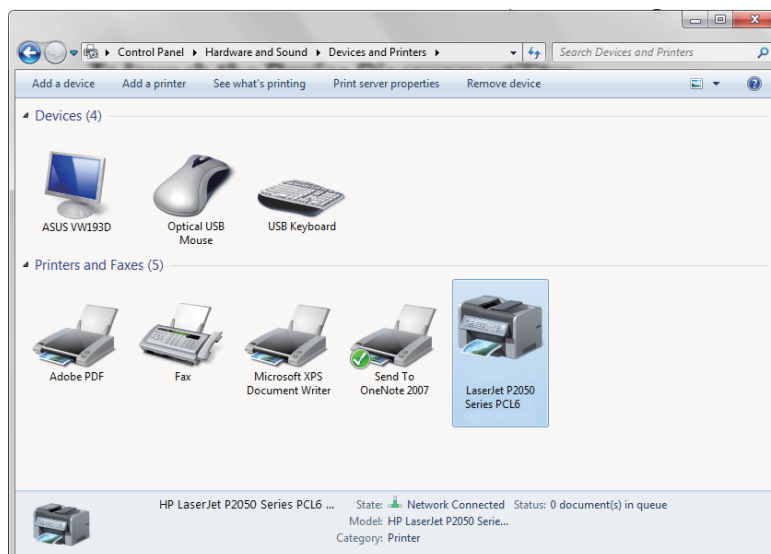 Control Panel Hardware and Sound Devices and Printers Search Devices and Printers
Add a device Add a printer See what's printing Print server properties Remove device
Devices (4)
ASUS VW193D
Optical USB
Mouse
USB Keyboard
Printers and Faxes (5)
Adobe PDF
Fax
Microsoft XPS
Document Writer
Send To
OneNote 2007
LaserJet P2050
Series PCL6
HP LaserJet P2050 Series PCL6 ... State: Network Connected Status: 0 document(s) in queue
Model: HP LaserJet P2050 Serie...
Category: Printer